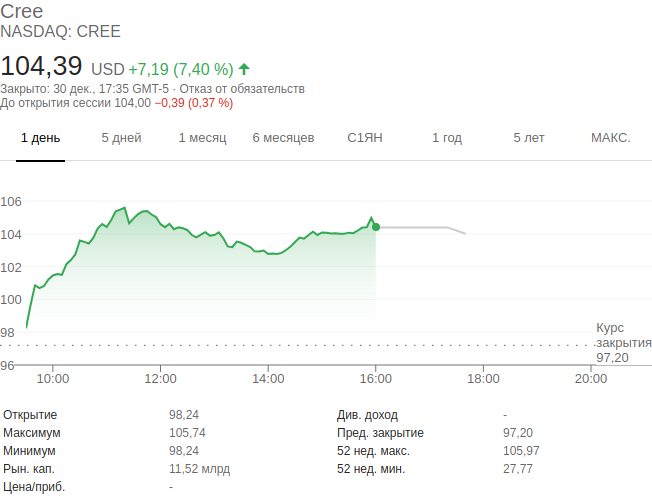 Cree
NASDAQ: CREE
104,39 USD +7,19 (7,40 %)
Закрыто: 30 дек., 17:35 GMT-5 · Отказ от обязательств
До открытия сессии 104,00 −0,39 (0,37 %)
1 день 5 дней 1 месяц 6 месяцев С1ЯН 1 год 5 лет МАКС.
106
104
102
100
98
Курс
закрытия
97,20
96
10:00 12:00 14:00 16:00 18:00 20:00
Открытие 98,24 Див. доход -
Максимум 105,74 Пред. закрытие 97,20
Минимум 98,24 52 нед. макс. 105,97
Рын. кап. 11,52 млрд 52 нед. мин. 27,77
Цена/приб. -